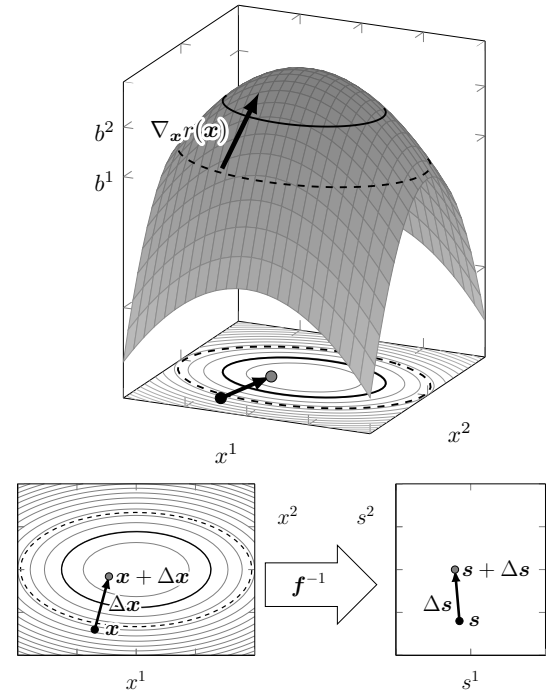 b²
∇ₓr(x)
b¹
x²
x¹
x² s²
x + Δx
Δx
x
f⁻¹
s + Δs
Δs
s
x¹
s¹